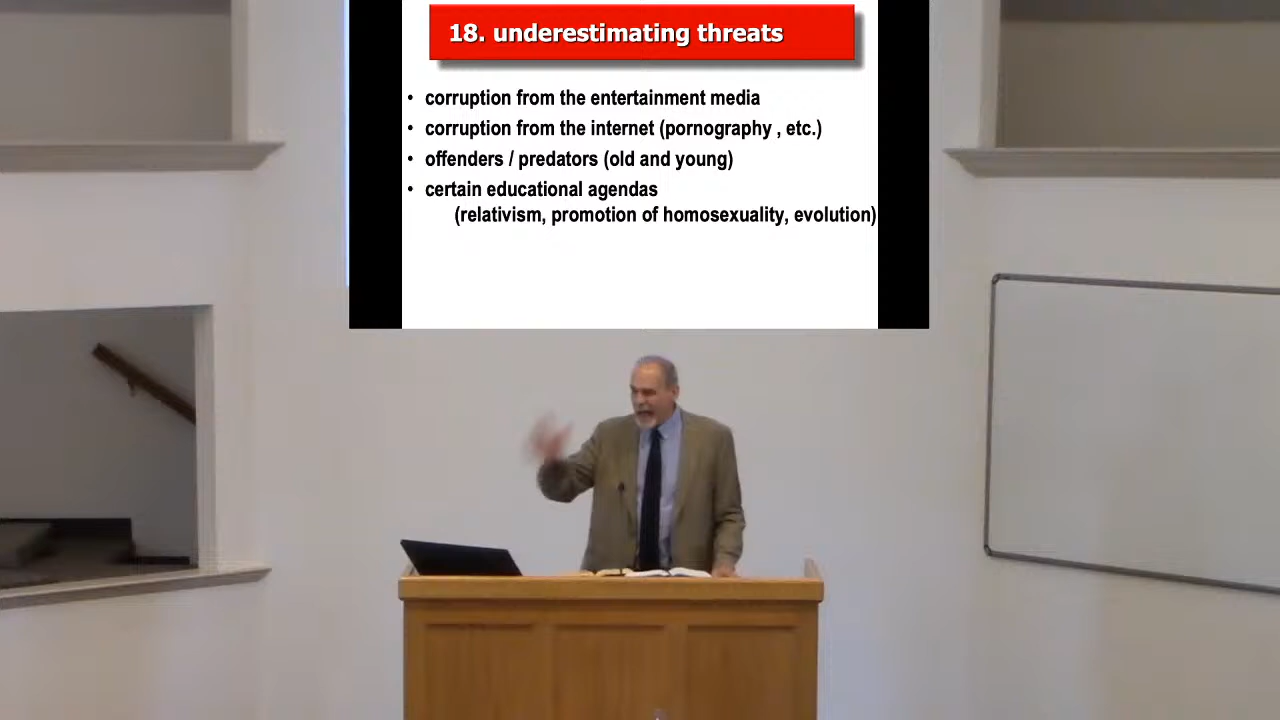 18. underestimating threats
• corruption from the entertainment media
• corruption from the internet (pornography , etc.)
• offenders / predators (old and young)
• certain educational agendas
(relativism, promotion of homosexuality, evolution)